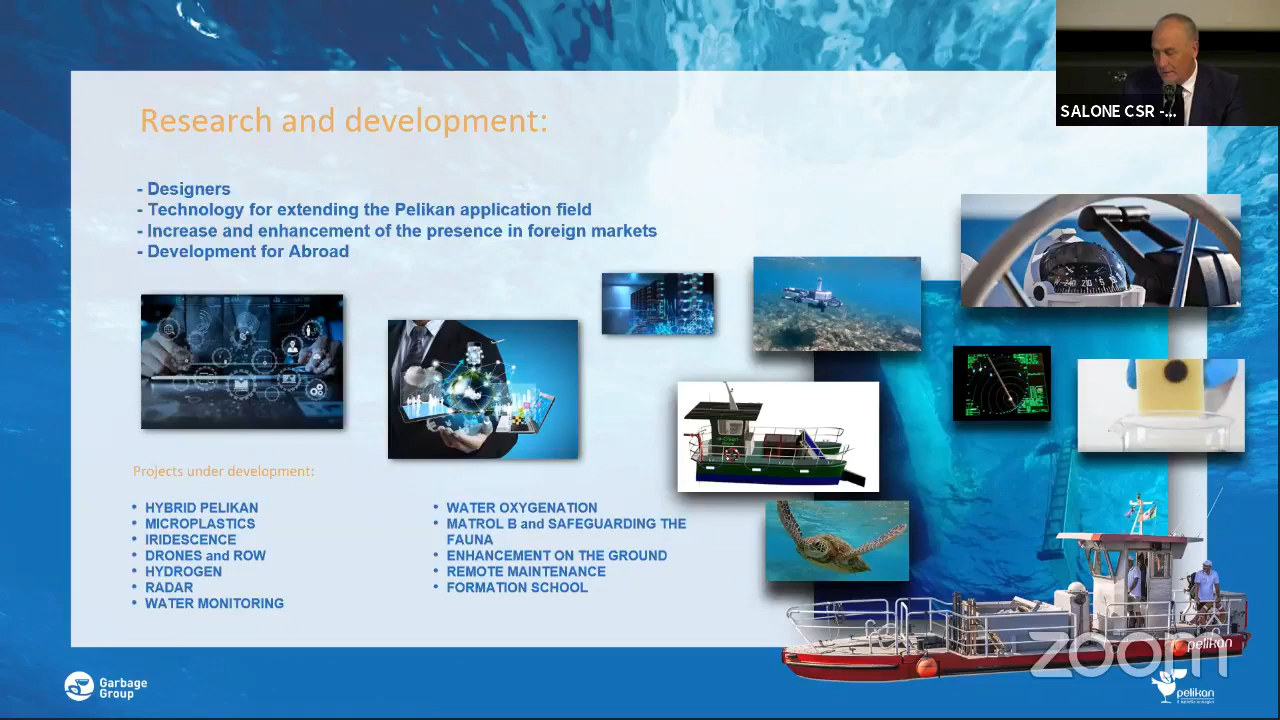 SALONE CSR -...
Research and development:
- Designers
- Technology for extending the Pelikan application field
- Increase and enhancement of the presence in foreign markets
- Development for Abroad
Projects under development:
• HYBRID PELIKAN
• MICROPLASTICS
• IRIDESCENCE
• DRONES and ROW
• HYDROGEN
• RADAR
• WATER MONITORING
• WATER OXYGENATION
• MATROL B and SAFEGUARDING THE
FAUNA
• ENHANCEMENT ON THE GROUND
• REMOTE MAINTENANCE
• FORMATION SCHOOL
pelikan
zoom
Garbage
Group
pelikan